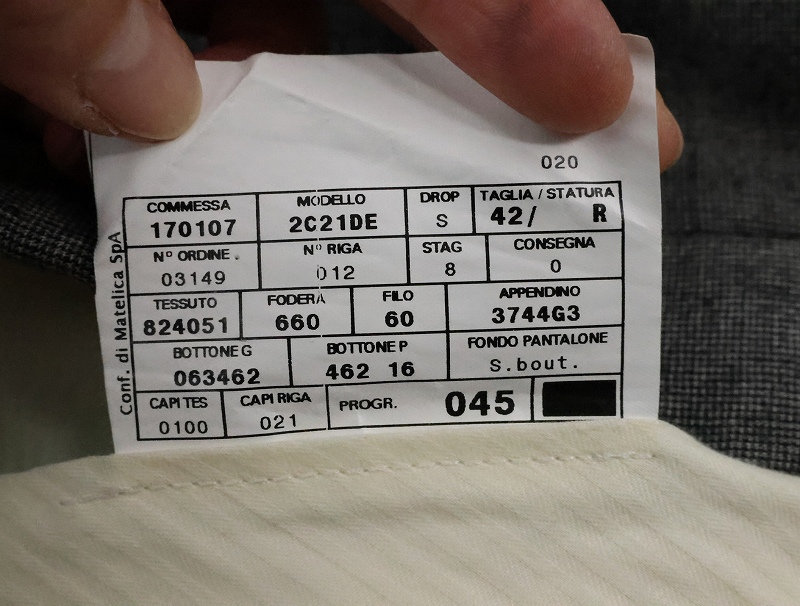 020
COMMESSA MODELLO DROP TAGLIA / STATURA
170107 2C21DE S 42/ R
Nº ORDINE . Nº RIGA STAG CONSEGNA
03149 012 8 0
TESSUTO FODERA FILO APPENDINO
824051 660 60 3744G3
BOTTONE G BOTTONE P FONDO PANTALONE
063462 462 16 S.bout.
CAPI TES CAPI RIGA PROGR. 045
0100 021
Conf. di Matelica SpA